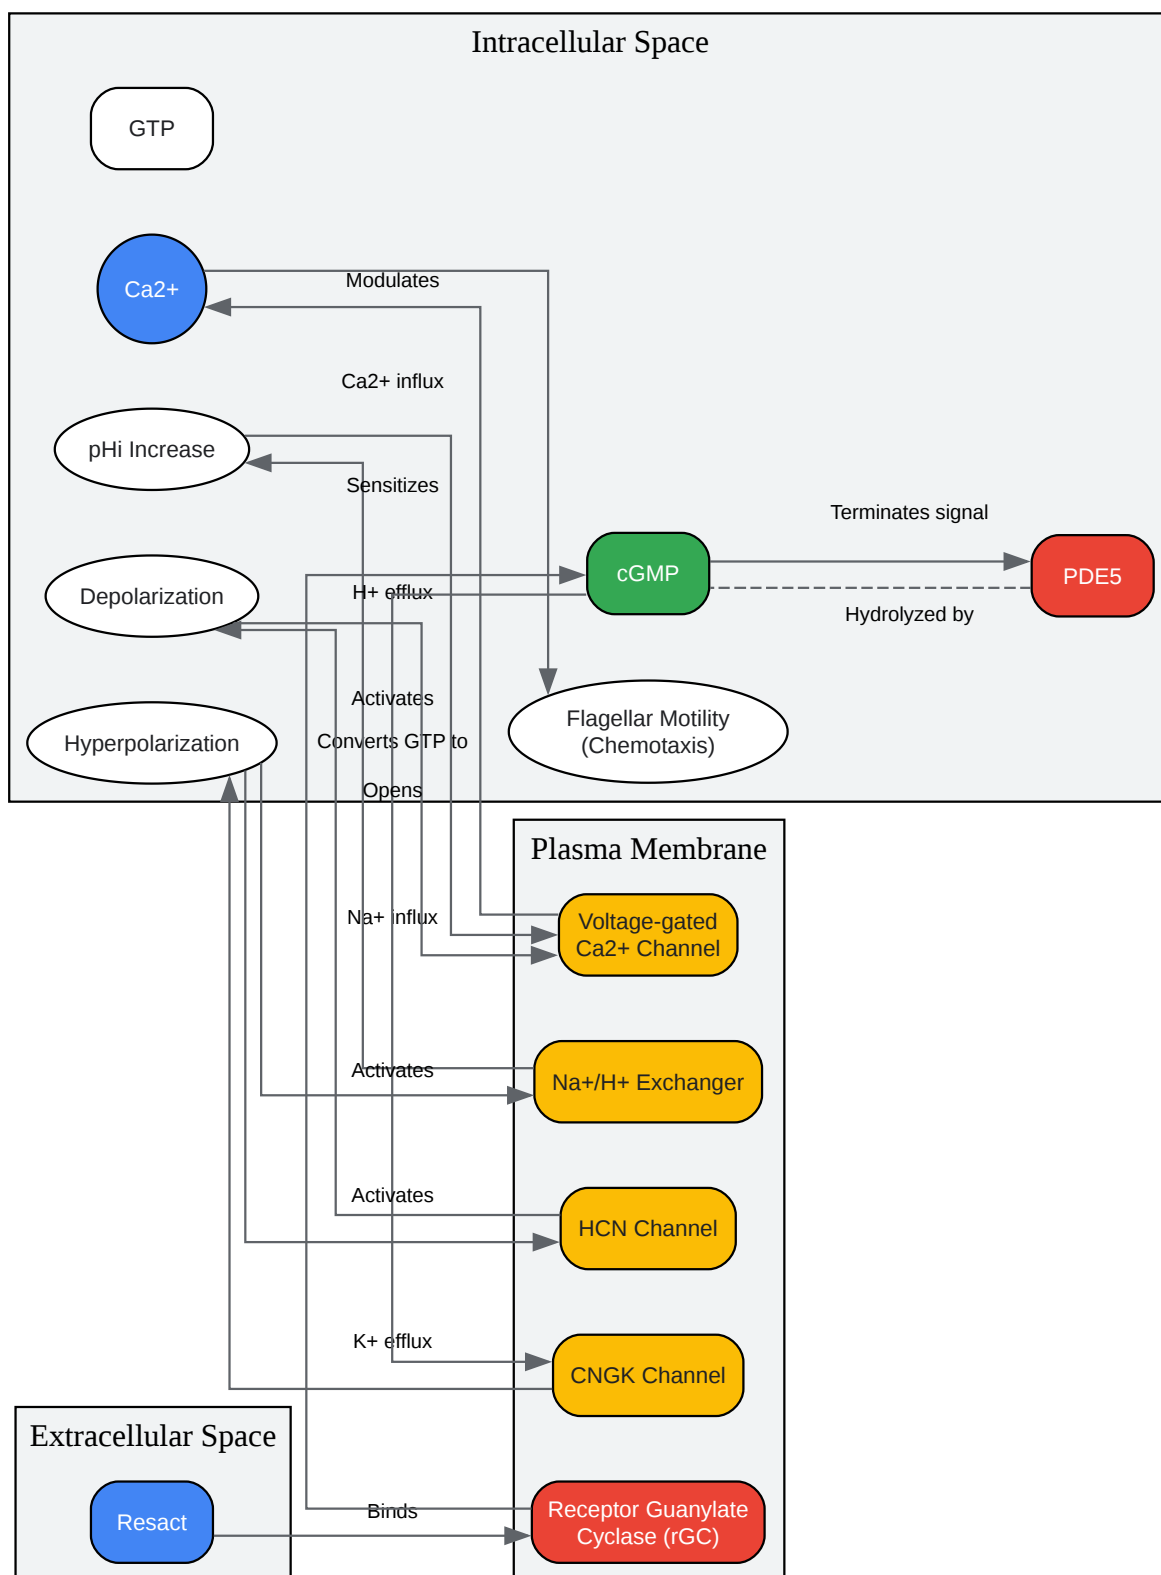 Intracellular Space
GTP
Ca2+
Modulates
Ca2+ influx
pHi Increase
Sensitizes
Terminates signal
cGMP
PDE5
Depolarization
H+ efflux
Hydrolyzed by
Activates
Flagellar Motility
(Chemotaxis)
Hyperpolarization
Converts GTP to
Opens
Plasma Membrane
Na+ influx
Voltage-gated
Ca2+ Channel
Activates
Na+/H+ Exchanger
Activates
HCN Channel
K+ efflux
CNGK Channel
Extracellular Space
Resact
Binds
Receptor Guanylate
Cyclase (rGC)